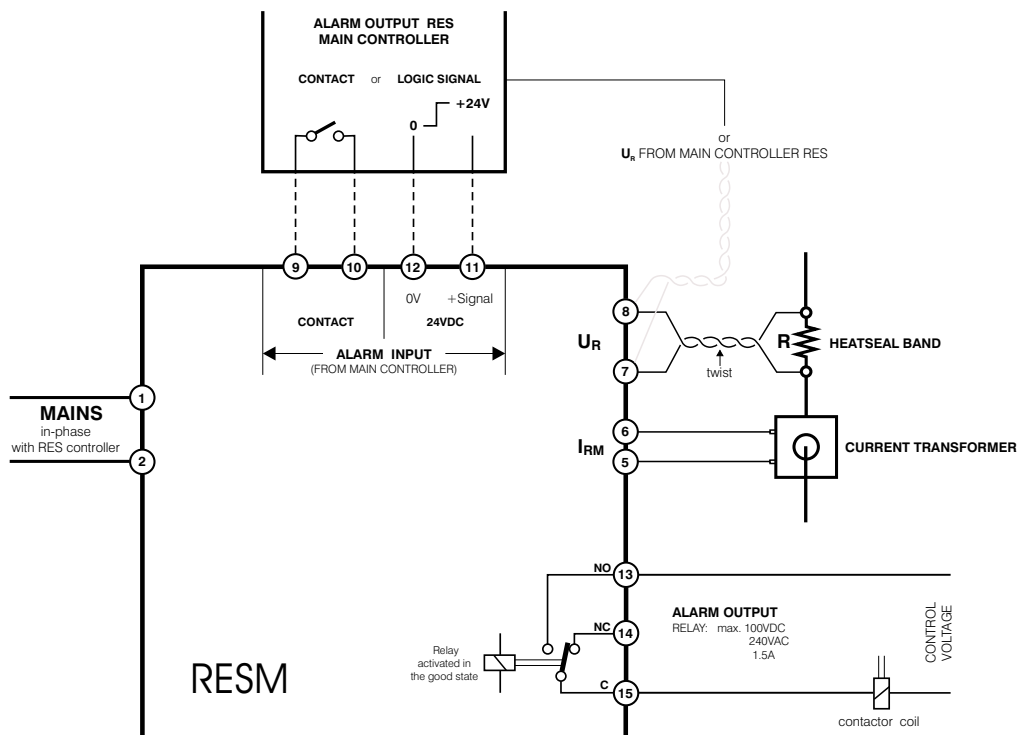 ALARM OUTPUT RES
MAIN CONTROLLER
CONTACT or LOGIC SIGNAL
+24V
0
or
UR FROM MAIN CONTROLLER RES
9 10 12 11
0V +Signal
CONTACT 24VDC
ALARM INPUT
(FROM MAIN CONTROLLER)
8
UR
R
HEATSEAL BAND
7
twist
1
MAINS
in-phase
with RES controller
2
6
IRM
5
CURRENT TRANSFORMER
NO 13
ALARM OUTPUT
RELAY: max. 100VDC
240VAC
1.5A
NC 14
CONTROL
VOLTAGE
Relay
activated in
the good state
C 15
RESM
contactor coil